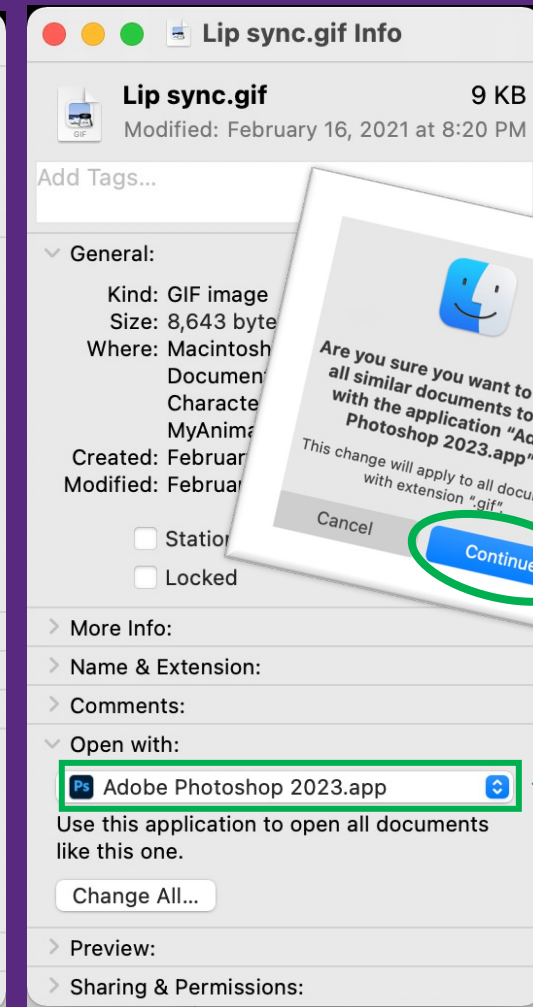 Lip sync.gif Info
Lip sync.gif 9 KB
GIF
Modified: February 16, 2021 at 8:20 PM
Add Tags...
General:
Kind: GIF image
Size: 8,643 byte
Where: Macintosh
Documen
Characte
MyAnima
Created: Februar
Modified: Februar
Station
Locked
Are you sure you want to
all similar documents to
with the application “Ad
Photoshop 2023.app”
This change will apply to all docu
with extension “.gif”.
Cancel
Continue
More Info:
Name & Extension:
Comments:
Open with:
Ps Adobe Photoshop 2023.app
Use this application to open all documents
like this one.
Change All...
Preview:
Sharing & Permissions: